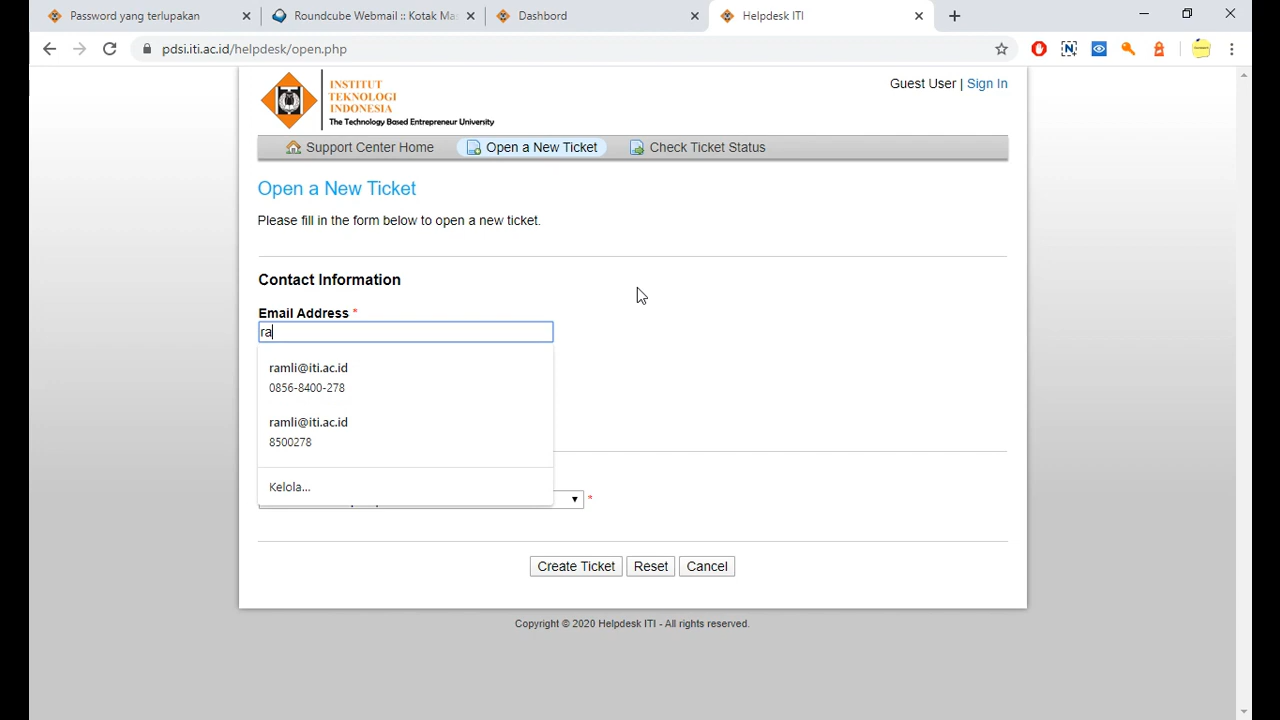 Password yang terlupakan
Roundcube Webmail :: Kotak Mas
Dashbord
Helpdesk ITI
pdsi.iti.ac.id/helpdesk/open.php
INSTITUT
TEKNOLOGI
INDONESIA
The Technology Based Entrepreneur University
Guest User | Sign In
Support Center Home
Open a New Ticket
Check Ticket Status
Open a New Ticket
Please fill in the form below to open a new ticket.
Contact Information
Email Address *
ra
ramli@iti.ac.id
0856-8400-278
ramli@iti.ac.id
8500278
Kelola...
*
Create Ticket
Reset
Cancel
Copyright © 2020 Helpdesk ITI - All rights reserved.